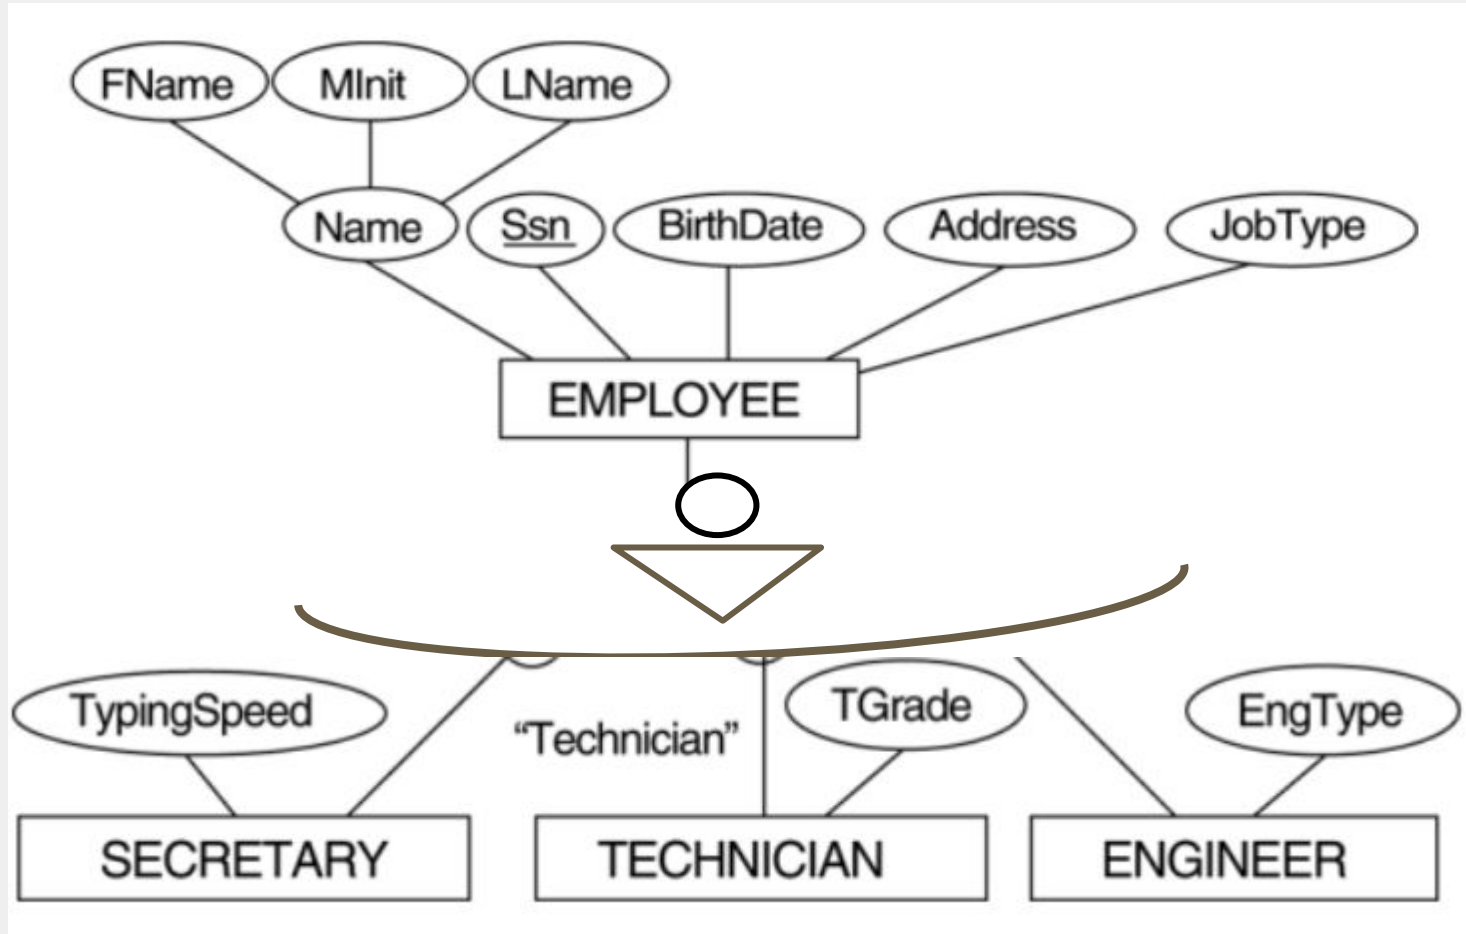 FName MInit LName
Name Ssn BirthDate Address JobType
EMPLOYEE
TypingSpeed “Technician” TGrade EngType
SECRETARY TECHNICIAN ENGINEER